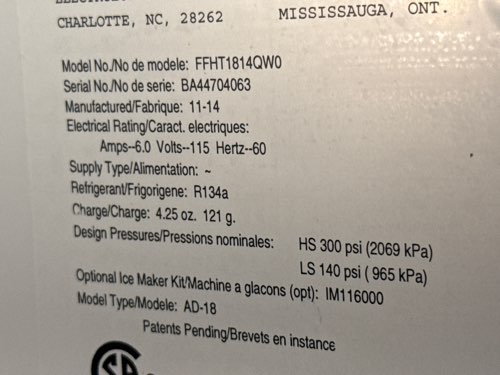 CHARLOTTE, NC, 28262 MISSISSAUGA, ONT.
Model No./No de modele: FFHT1814QW0
Serial No./No de serie: BA44704063
Manufactured/Fabrique: 11-14
Electrical Rating/Caract. electriques:
Amps--6.0 Volts--115 Hertz--60
Supply Type/Alimentation: ~
Refrigerant/Frigorigene: R134a
Charge/Charge: 4.25 oz. 121 g.
Design Pressures/Pressions nominales: HS 300 psi (2069 kPa)
LS 140 psi ( 965 kPa)
Optional Ice Maker Kit/Machine a glacons (opt): IM116000
Model Type/Modele: AD-18
Patents Pending/Brevets en instance